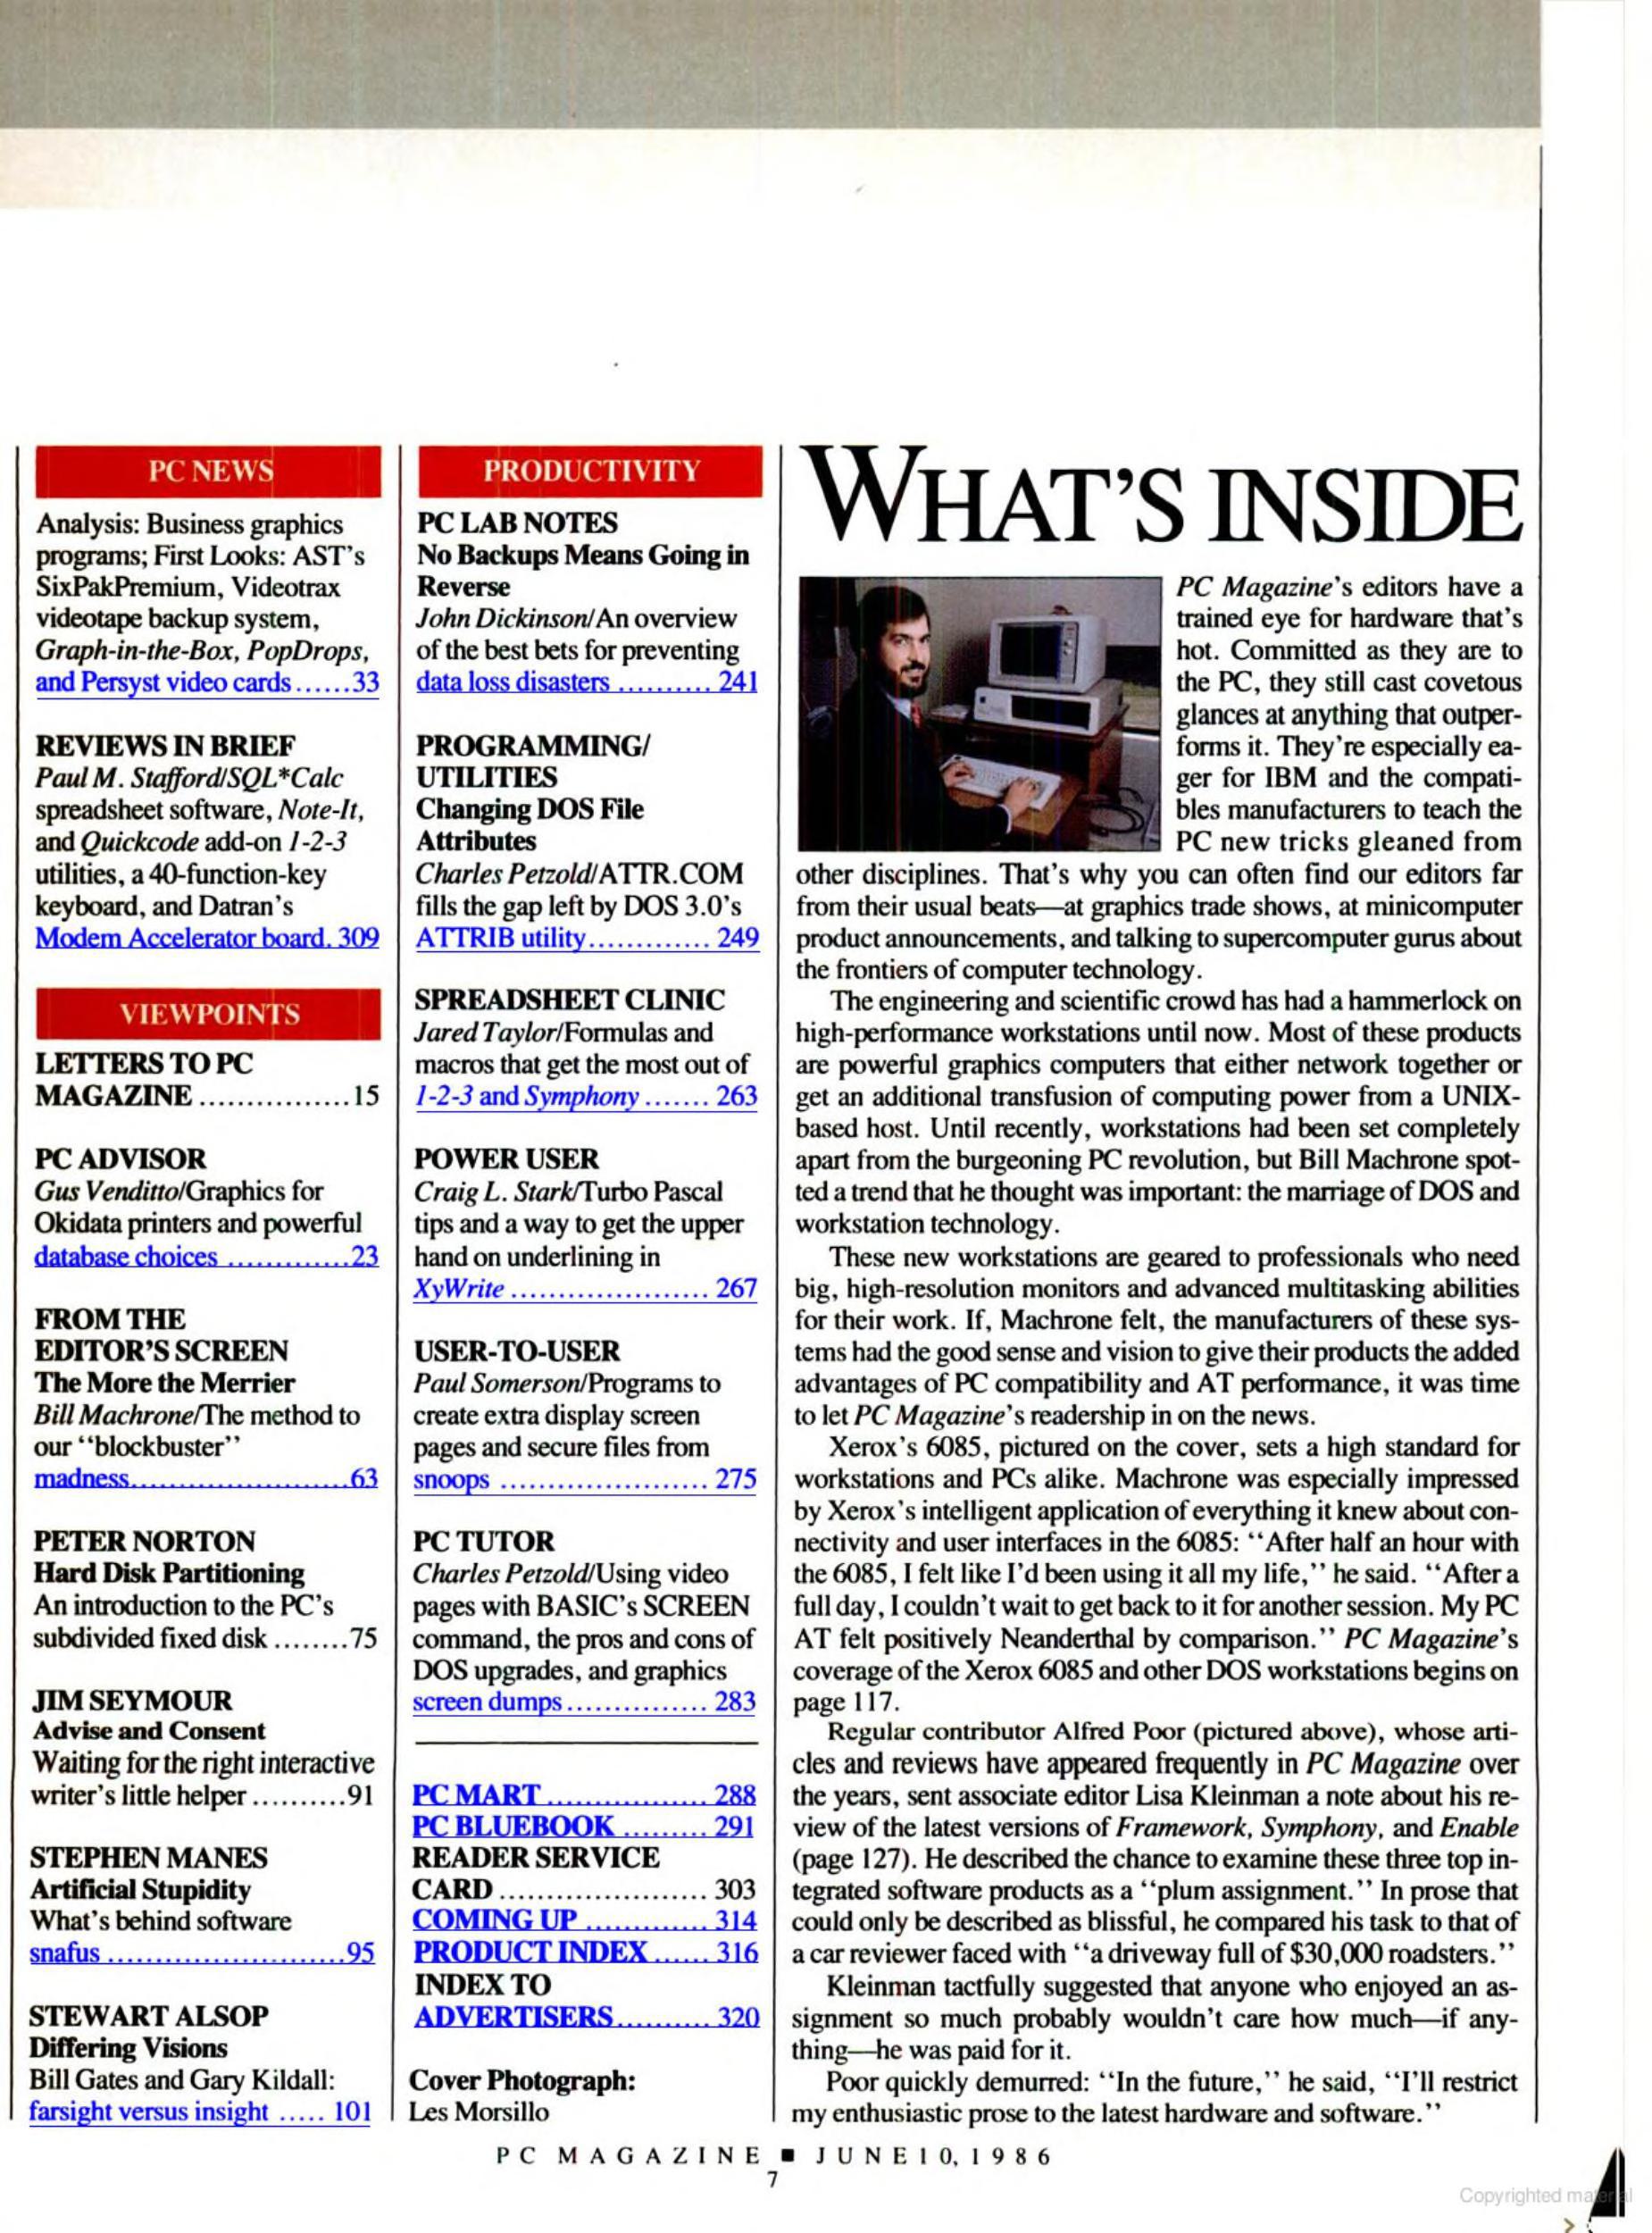 PC NEWS
Analysis: Business graphics
programs; First Looks: AST's
SixPakPremium, Videotrax
videotape backup system,
Graph-in-the-Box, PopDrops,
and Persyst video cards ......33
REVIEWS IN BRIEF
Paul M. Stafford/SQL*Calc
spreadsheet software, Note-It,
and Quickcode add-on 1-2-3
utilities, a 40-function-key
keyboard, and Datran's
Modem Accelerator board. 309
VIEWPOINTS
LETTERS TO PC
MAGAZINE ................15
PC ADVISOR
Gus Venditto/Graphics for
Okidata printers and powerful
database choices .............23
FROM THE
EDITOR'S SCREEN
The More the Merrier
Bill Machrone/The method to
our “blockbuster”
madness.......................63
PETER NORTON
Hard Disk Partitioning
An introduction to the PC's
subdivided fixed disk ........75
JIM SEYMOUR
Advise and Consent
Waiting for the right interactive
writer's little helper ..........91
STEPHEN MANES
Artificial Stupidity
What's behind software
snafus .........................95
STEWART ALSOP
Differing Visions
Bill Gates and Gary Kildall:
farsight versus insight ..... 101
PRODUCTIVITY
PC LAB NOTES
No Backups Means Going in
Reverse
John Dickinson/An overview
of the best bets for preventing
data loss disasters .......... 241
PROGRAMMING/
UTILITIES
Changing DOS File
Attributes
Charles Petzold/ATTR.COM
fills the gap left by DOS 3.0's
ATTRIB utility............. 249
SPREADSHEET CLINIC
Jared Taylor/Formulas and
macros that get the most out of
1-2-3 and Symphony ....... 263
POWER USER
Craig L. Stark/Turbo Pascal
tips and a way to get the upper
hand on underlining in
XyWrite ..................... 267
USER-TO-USER
Paul Somerson/Programs to
create extra display screen
pages and secure files from
snoops ...................... 275
PC TUTOR
Charles Petzold/Using video
pages with BASIC's SCREEN
command, the pros and cons of
DOS upgrades, and graphics
screen dumps ............... 283
PC MART ................. 288
PC BLUEBOOK ......... 291
READER SERVICE
CARD ...................... 303
COMING UP ............. 314
PRODUCT INDEX ...... 316
INDEX TO
ADVERTISERS.......... 320
Cover Photograph:
Les Morsillo
WHAT'S INSIDE
PC Magazine's editors have a
trained eye for hardware that's
hot. Committed as they are to
the PC, they still cast covetous
glances at anything that outper-
forms it. They're especially ea-
ger for IBM and the compati-
bles manufacturers to teach the
PC new tricks gleaned from
other disciplines. That's why you can often find our editors far
from their usual beats—at graphics trade shows, at minicomputer
product announcements, and talking to supercomputer gurus about
the frontiers of computer technology.
The engineering and scientific crowd has had a hammerlock on
high-performance workstations until now. Most of these products
are powerful graphics computers that either network together or
get an additional transfusion of computing power from a UNIX-
based host. Until recently, workstations had been set completely
apart from the burgeoning PC revolution, but Bill Machrone spot-
ted a trend that he thought was important: the marriage of DOS and
workstation technology.
These new workstations are geared to professionals who need
big, high-resolution monitors and advanced multitasking abilities
for their work. If, Machrone felt, the manufacturers of these sys-
tems had the good sense and vision to give their products the added
advantages of PC compatibility and AT performance, it was time
to let PC Magazine's readership in on the news.
Xerox's 6085, pictured on the cover, sets a high standard for
workstations and PCs alike. Machrone was especially impressed
by Xerox's intelligent application of everything it knew about con-
nectivity and user interfaces in the 6085: “After half an hour with
the 6085, I felt like I'd been using it all my life,” he said. “After a
full day, I couldn't wait to get back to it for another session. My PC
AT felt positively Neanderthal by comparison.” PC Magazine's
coverage of the Xerox 6085 and other DOS workstations begins on
page 117.
Regular contributor Alfred Poor (pictured above), whose arti-
cles and reviews have appeared frequently in PC Magazine over
the years, sent associate editor Lisa Kleinman a note about his re-
view of the latest versions of Framework, Symphony, and Enable
(page 127). He described the chance to examine these three top in-
tegrated software products as a “plum assignment.” In prose that
could only be described as blissful, he compared his task to that of
a car reviewer faced with “a driveway full of $30,000 roadsters.”
Kleinman tactfully suggested that anyone who enjoyed an as-
signment so much probably wouldn't care how much—if any-
thing—he was paid for it.
Poor quickly demurred: “In the future,” he said, “I'll restrict
my enthusiastic prose to the latest hardware and software.”
PC MAGAZINE ■ JUNE 10, 1986
7
Copyrighted material